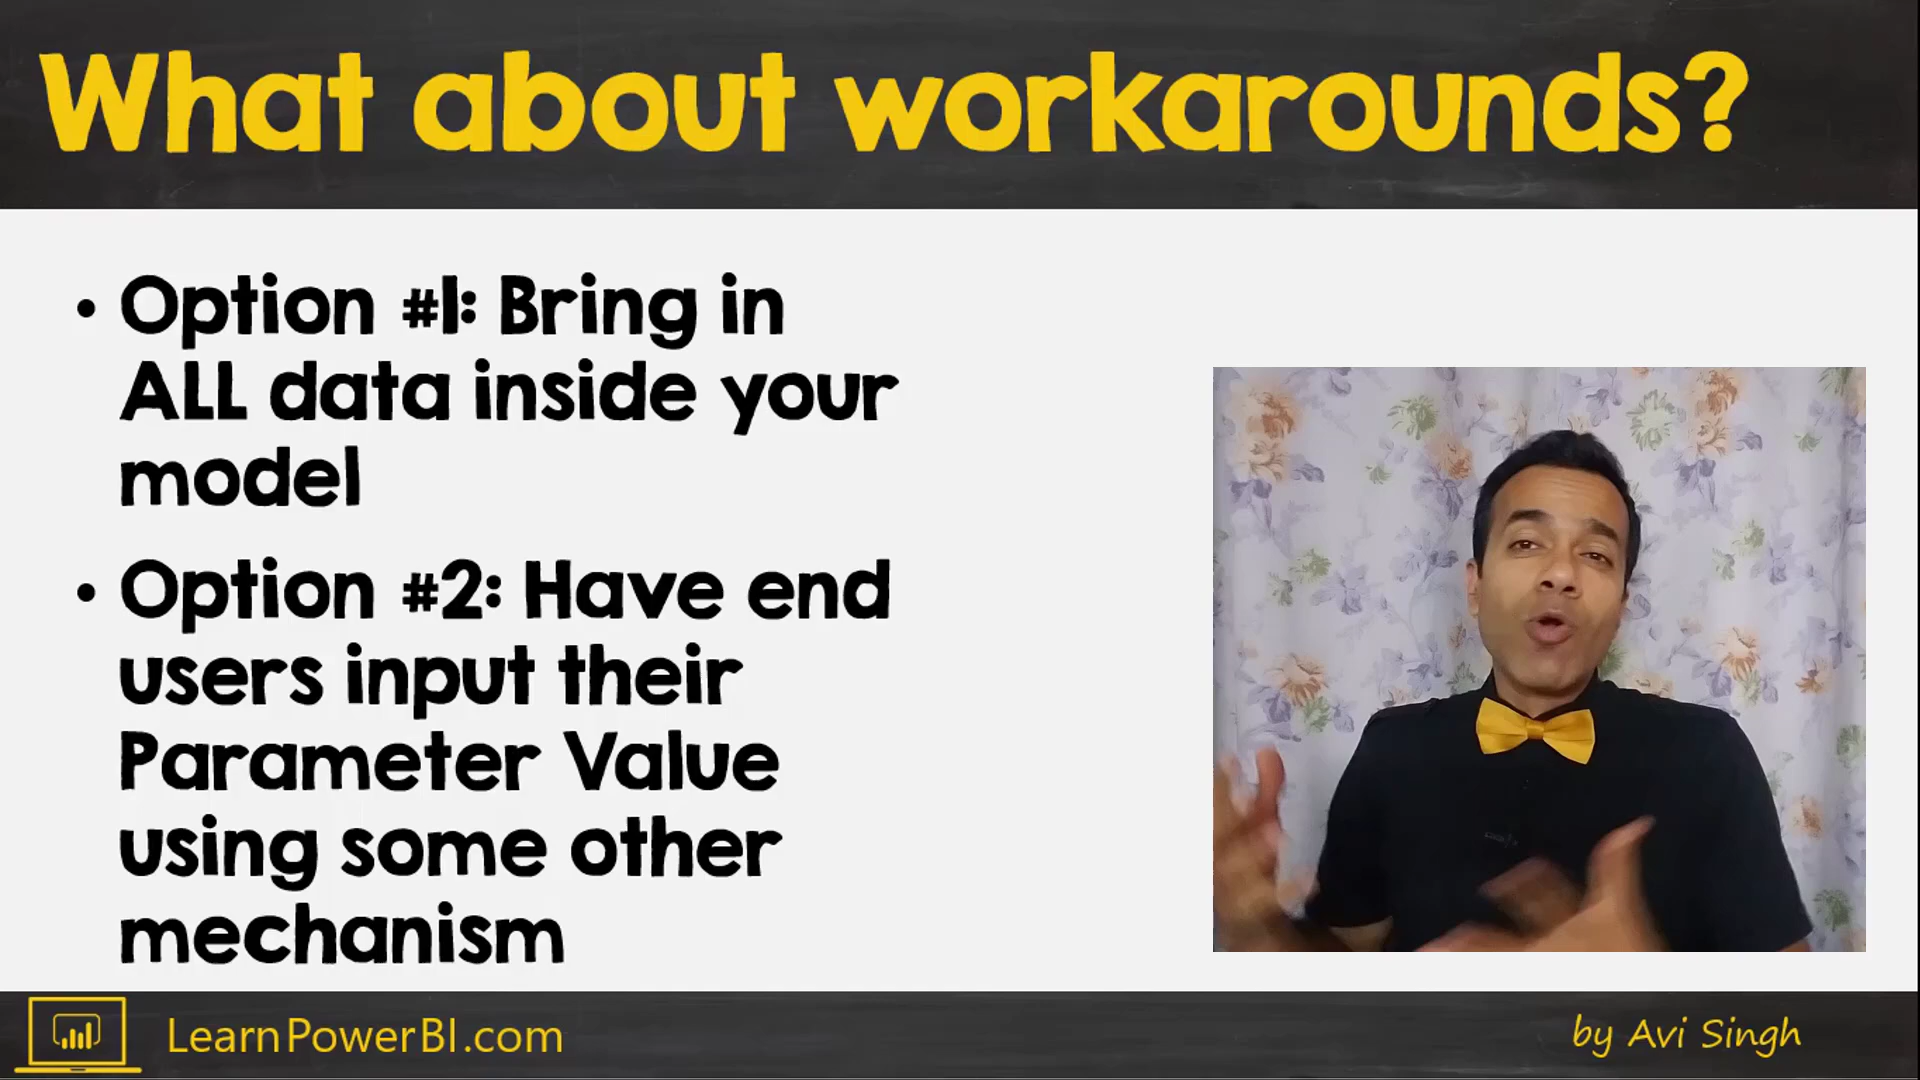 What about workarounds?
• Option #1: Bring in
ALL data inside your
model
• Option #2: Have end
users input their
Parameter Value
using some other
mechanism
LearnPowerBI.com
by Avi Singh